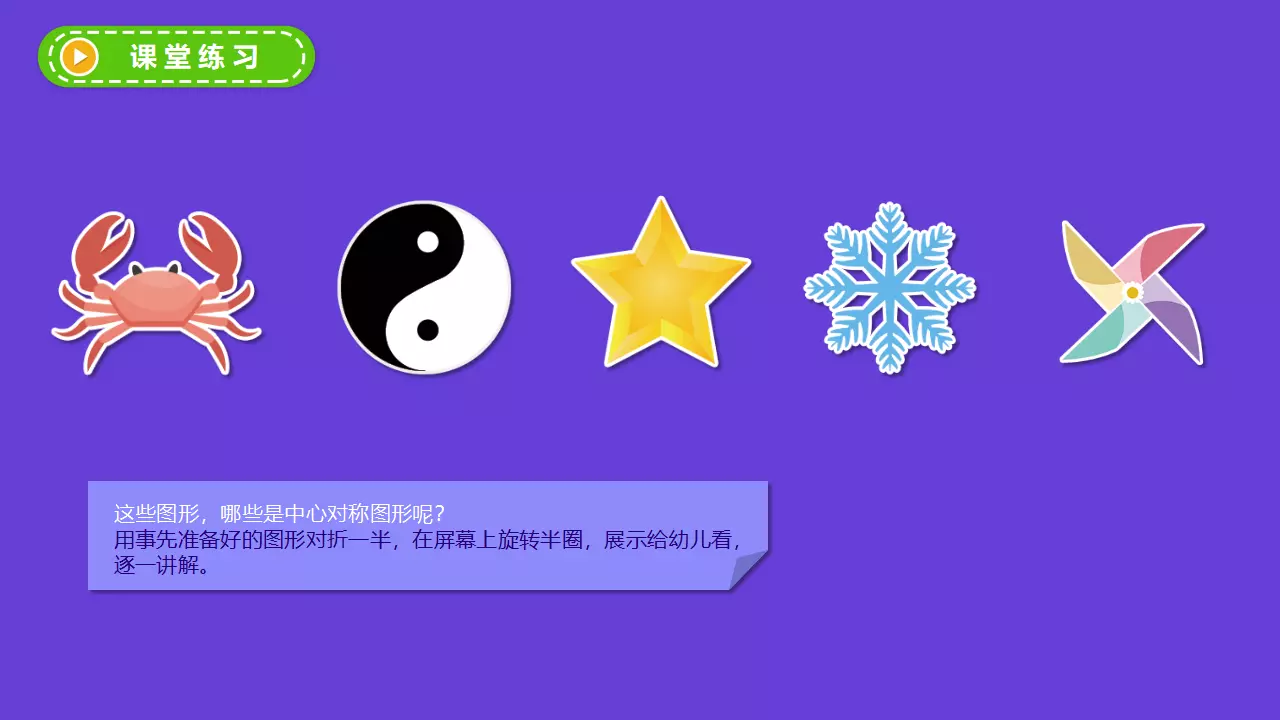 课堂练习
这些图形，哪些是中心对称图形呢？
用事先准备好的图形对折一半，在屏幕上旋转半圈，展示给幼儿看，
逐一讲解。